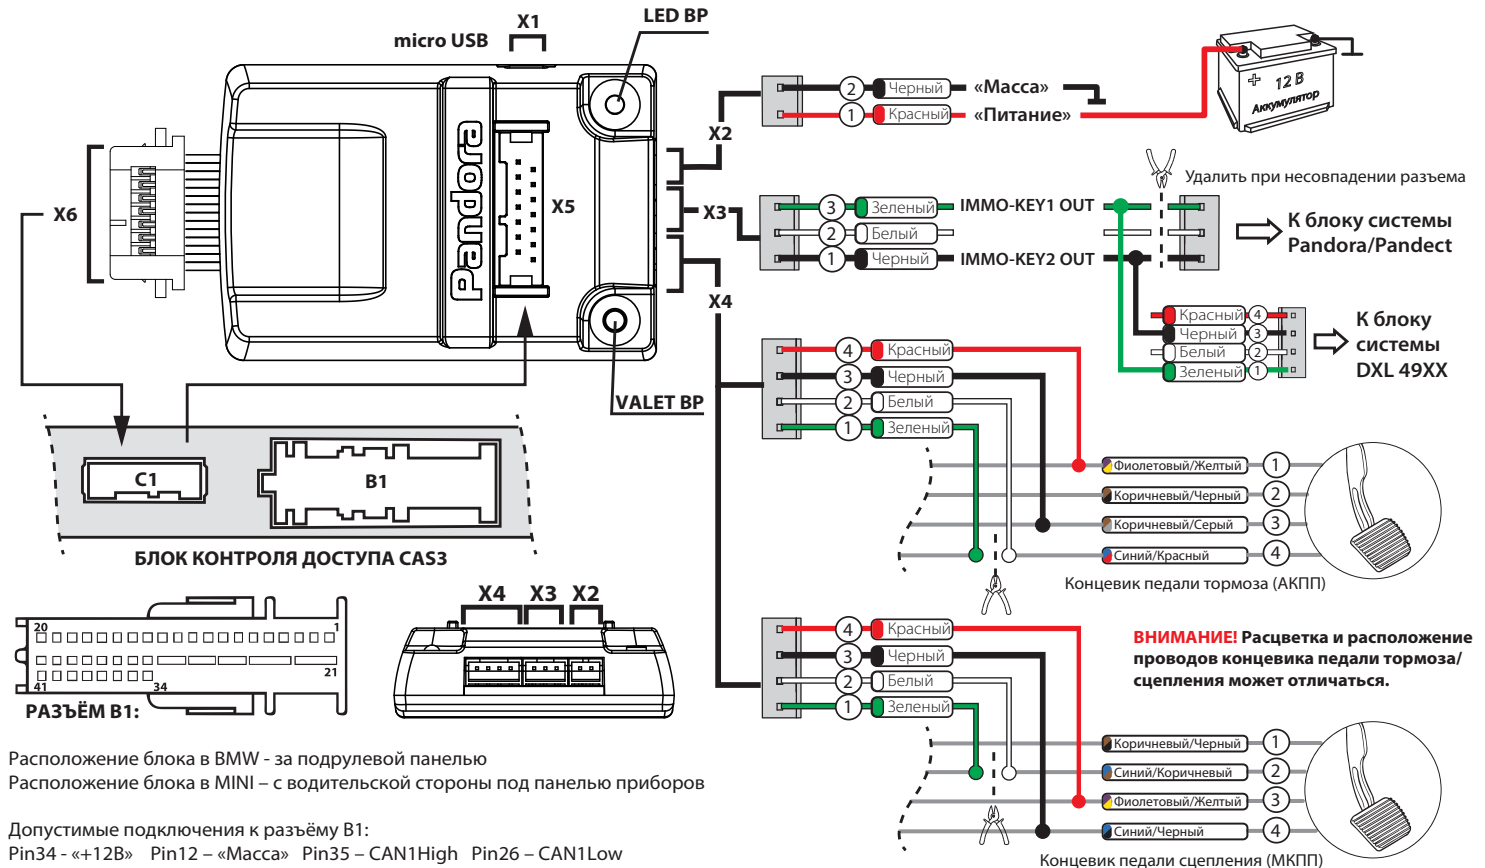 X1
LED BP
micro USB
X2
X6
Pandora
X5
X3
X4
VALET BP
2 Черный «Масса»
1 Красный «Питание»
12 В
Аккумулятор
Удалить при несовпадении разъема
3 Зеленый IMMO-KEY1 OUT
2 Белый
1 Черный IMMO-KEY2 OUT
К блоку системы
Pandora/Pandect
Красный 4
Черный 3
Белый 2
Зеленый 1
К блоку
системы
DXL 49XX
4 Красный
3 Черный
2 Белый
1 Зеленый
Фиолетовый/Желтый 1
Коричневый/Черный 2
Коричневый/Серый 3
Синий/Красный 4
Концевик педали тормоза (АКПП)
C1
B1
БЛОК КОНТРОЛЯ ДОСТУПА CAS3
20 1
41 34 21
РАЗЪЁМ B1:
X4 X3 X2
4 Красный
3 Черный
2 Белый
1 Зеленый
ВНИМАНИЕ! Расцветка и расположение
проводов концевика педали тормоза/
сцепления может отличаться.
Коричневый/Черный 1
Синий/Коричневый 2
Фиолетовый/Желтый 3
Синий/Черный 4
Концевик педали сцепления (МКПП)
Расположение блока в BMW - за подрулевой панелью
Расположение блока в MINI – с водительской стороны под панелью приборов
Допустимые подключения к разъёму B1:
Pin34 - «+12В» Pin12 – «Масса» Pin35 – CAN1High Pin26 – CAN1Low